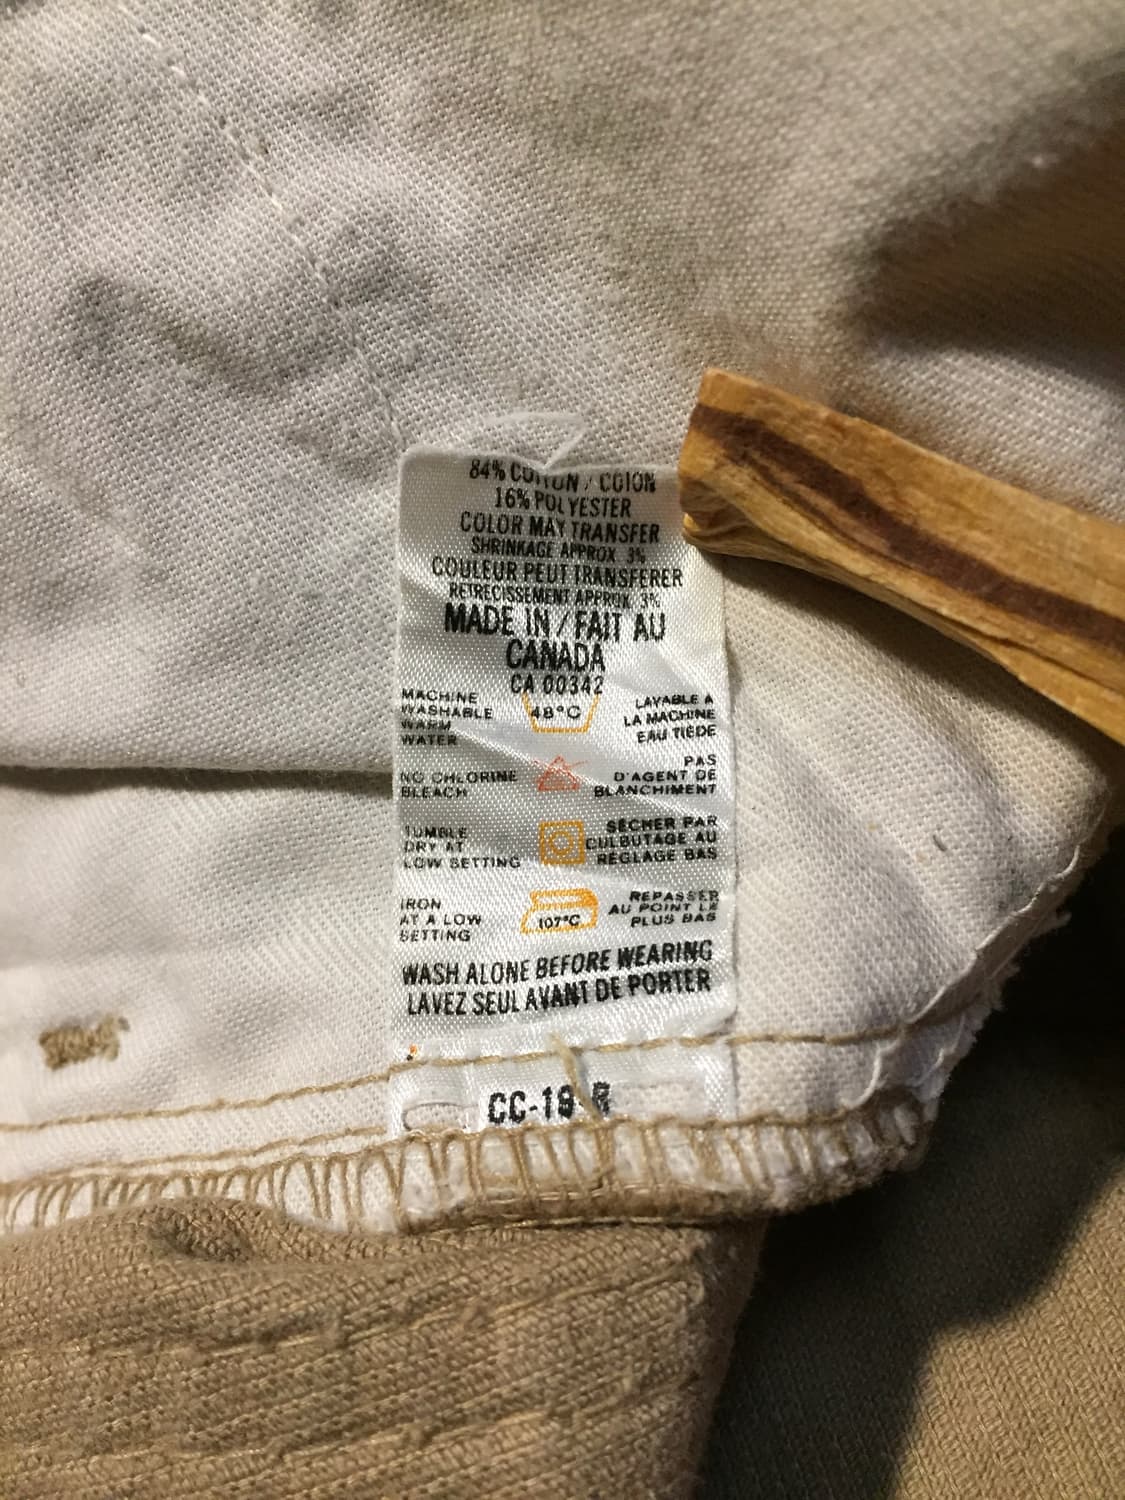 84% COTTON / COTON
16% POLYESTER
COLOR MAY TRANSFER
SHRINKAGE APPROX 3%
COULEUR PEUT TRANSFERER
RETRECISSEMENT APPROX 3%
MADE IN / FAIT AU
CANADA
CA 00342
MACHINE
WASHABLE
WARM
WATER
48°C
LAVABLE A
LA MACHINE
EAU TIÈDE
NO CHLORINE
BLEACH
PAS
D'AGENT DE
BLANCHIMENT
TUMBLE
DRY AT
LOW SETTING
SÉCHER PAR
CULBUTAGE AU
RÉGLAGE BAS
IRON
AT A LOW
SETTING
107°C
REPASSER
AU POINT LE
PLUS BAS
WASH ALONE BEFORE WEARING
LAVEZ SEUL AVANT DE PORTER